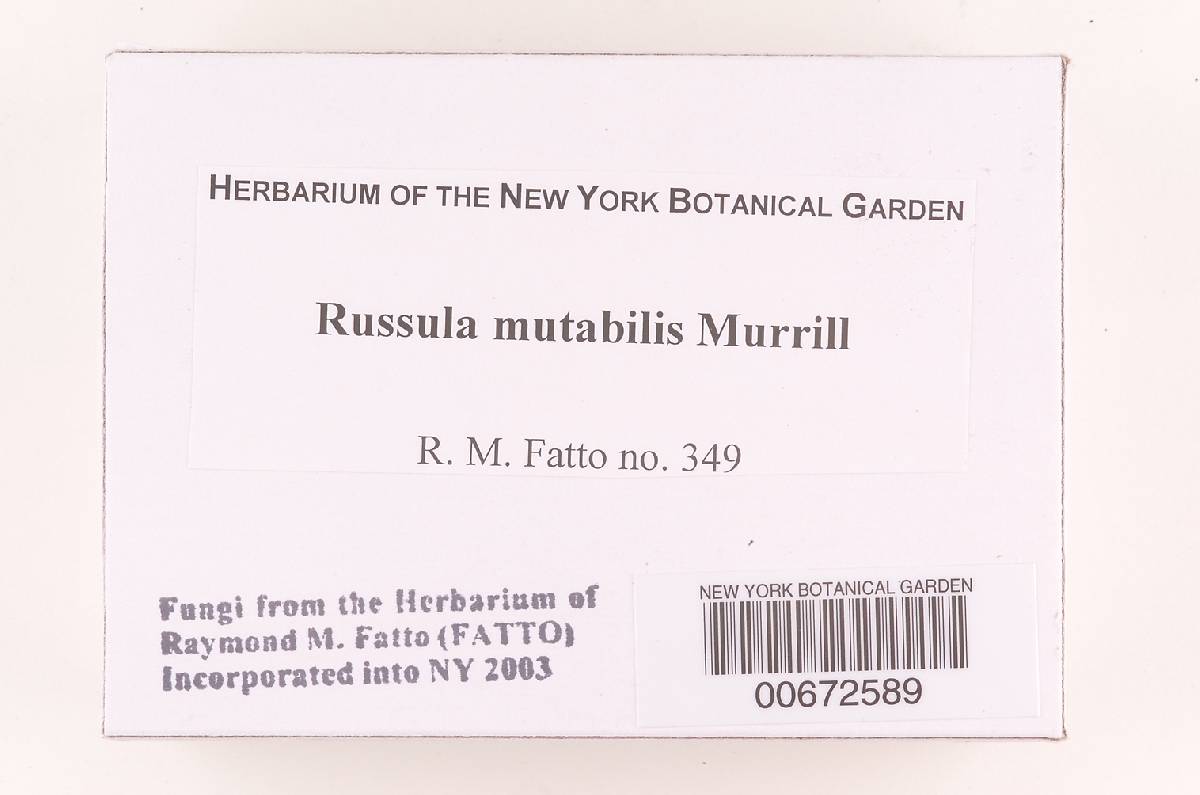 HERBARIUM OF THE NEW YORK BOTANICAL GARDEN
Russula mutabilis Murrill
R. M. Fatto no. 349
Fungi from the Herbarium of
Raymond M. Fatto (FATTO)
Incorporated into NY 2003
NEW YORK BOTANICAL GARDEN
00672589